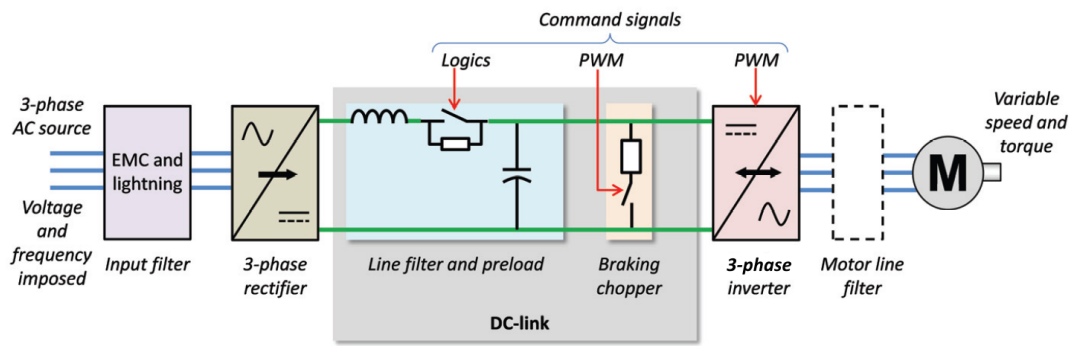 Command signals
Logics
PWM
PWM
3-phase
AC source
Voltage
and
frequency
imposed
EMC and
lightning
Input filter
3-phase
rectifier
Line filter and preload
Braking
chopper
DC-link
3-phase
inverter
Motor line
filter
M
Variable
speed and
torque